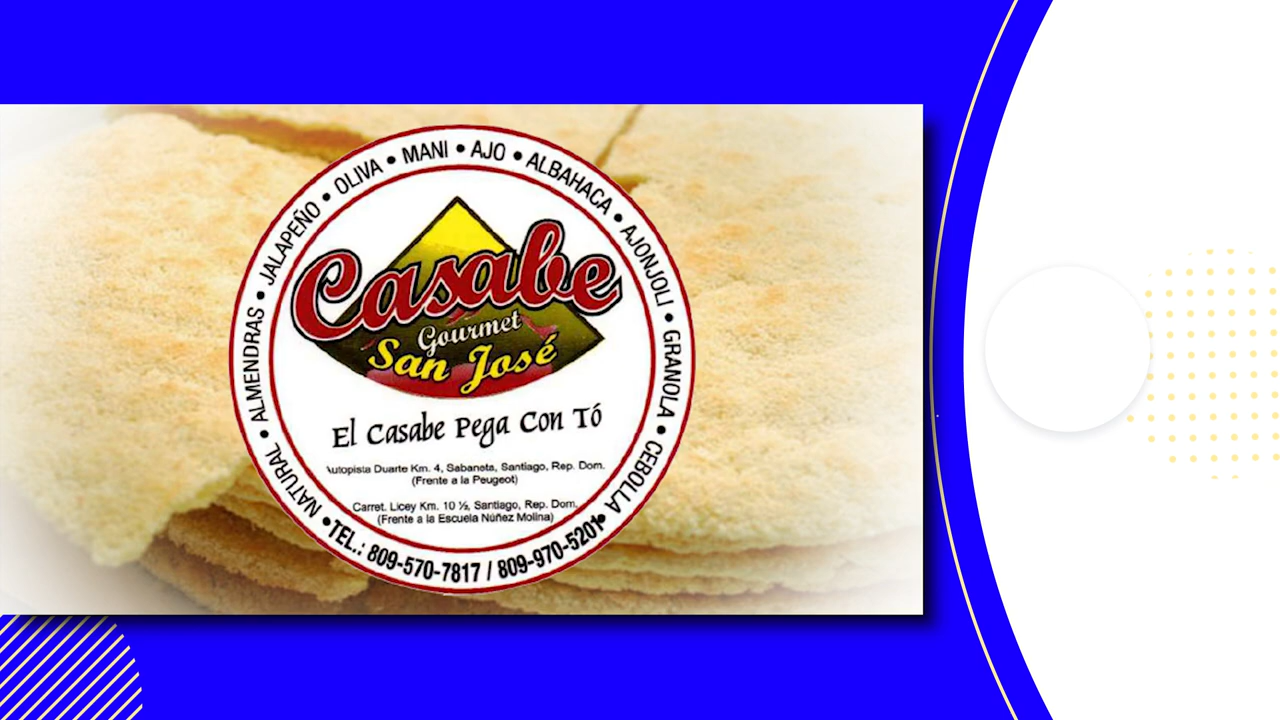 NATURAL • ALMENDRAS • JALAPEÑO • OLIVA • MANI • AJO • ALBAHACA • AJONJOLI • GRANOLA • CEBOLLA
Casabe
Gourmet
San José
El Casabe Pega Con Tó
Autopista Duarte Km. 4, Sabaneta, Santiago, Rep. Dom.
(Frente a la Peugeot)
Carret. Licey Km. 10 ½, Santiago, Rep. Dom.
(Frente a la Escuela Núñez Molina)
•TEL.: 809-570-7817 / 809-970-5201•